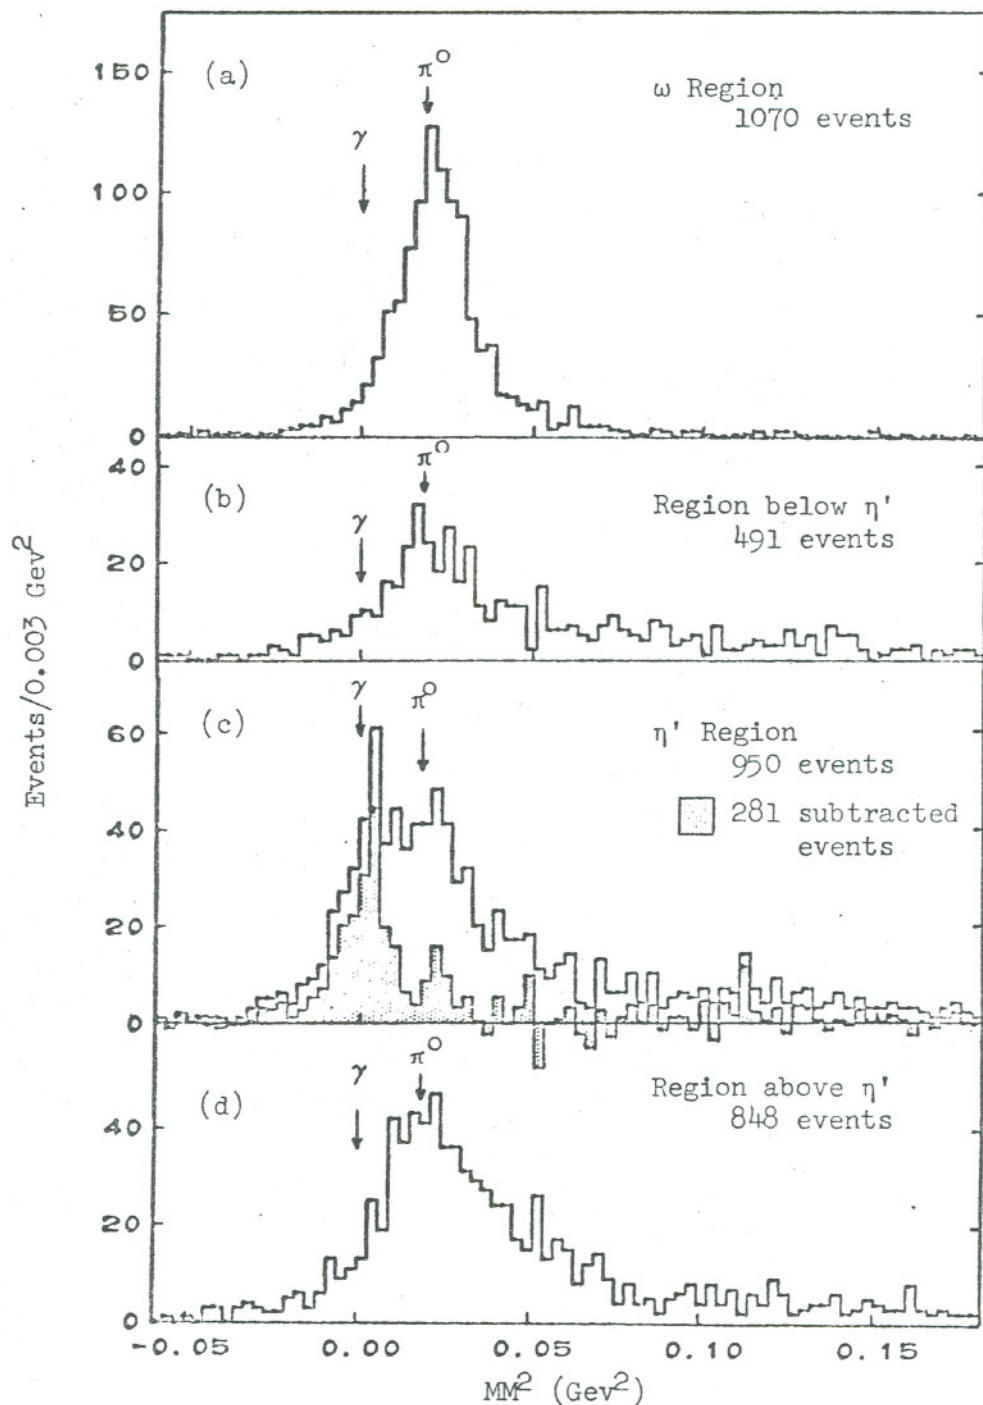 (a)
π⁰
γ
ω Region
1070 events
150
100
50
0
(b)
π⁰
γ
Region below η'
491 events
40
20
0
Events/0.003 Gev²
(c)
γ
π⁰
η' Region
950 events
281 subtracted
events
60
40
20
0
(d)
γ
π⁰
Region above η'
848 events
40
20
0
-0.05
0.00
0.05
0.10
0.15
MM² (Gev²)